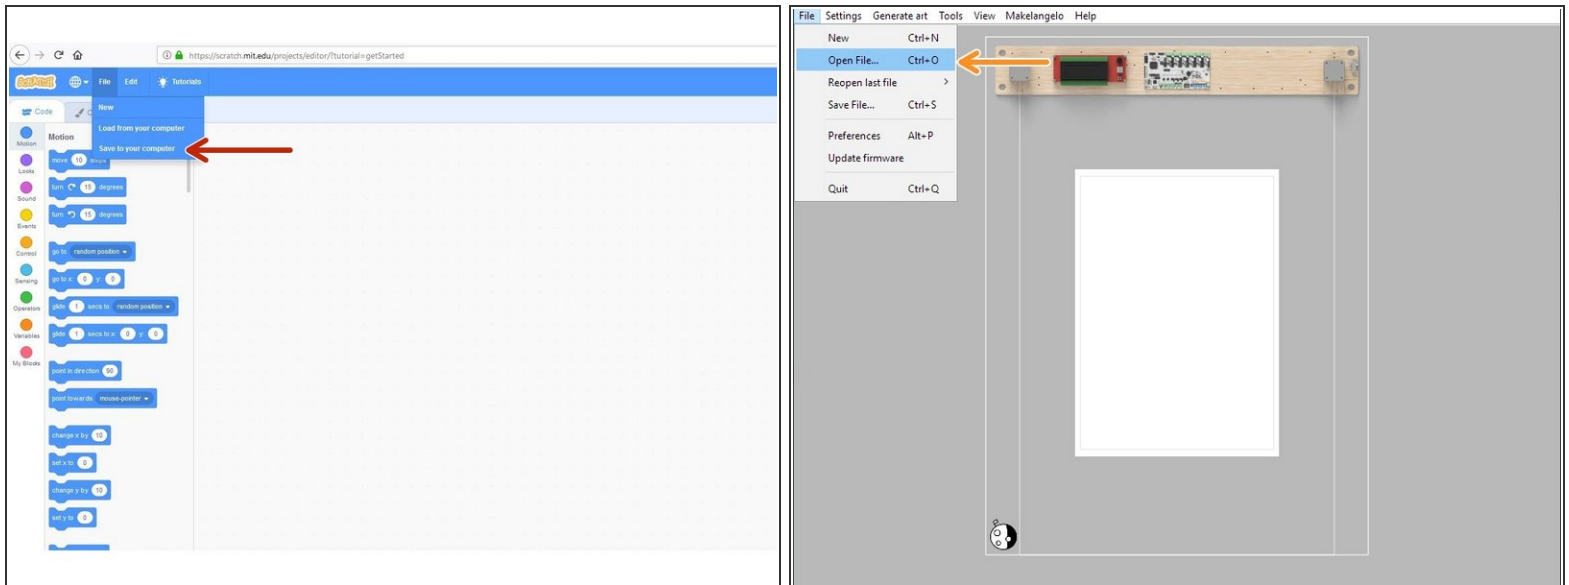 https://scratch.mit.edu/projects/editor/?tutorial=getStarted
SCRATCH
File Edit Tutorials
New
Load from your computer
Save to your computer
Code
Motion
Motion
Looks
Sound
Events
Control
Sensing
Operators
Variables
My Blocks
move 10 steps
turn 15 degrees
turn 15 degrees
go to random position
go to x: 0 y: 0
glide 1 secs to random position
glide 1 secs to x: 0 y: 0
point in direction 90
point towards mouse-pointer
change x by 10
set x to 0
change y by 10
set y to 0
File Settings Generate art Tools View Makelangelo Help
New Ctrl+N
Open File... Ctrl+O
Reopen last file
Save File... Ctrl+S
Preferences Alt+P
Update firmware
Quit Ctrl+Q